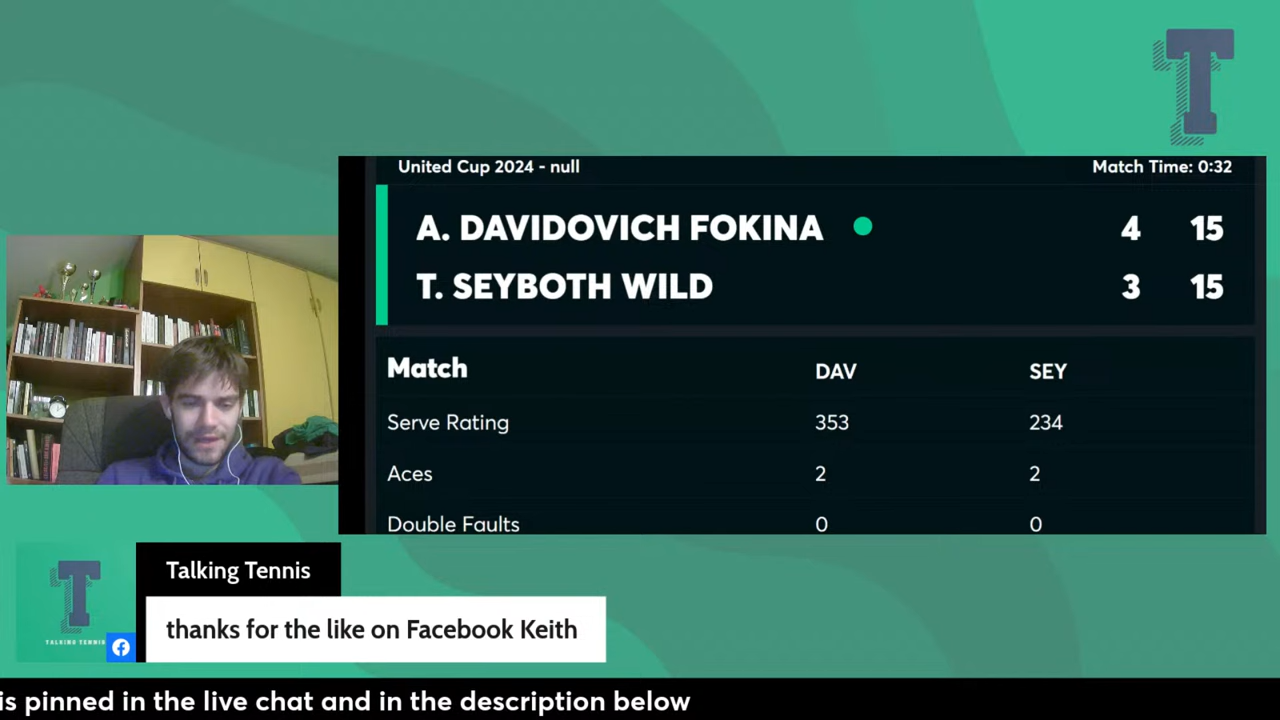 T
United Cup 2024 - null
Match Time: 0:32
A. DAVIDOVICH FOKINA 4 15
T. SEYBOTH WILD 3 15
Match DAV SEY
Serve Rating 353 234
Aces 2 2
Double Faults 0 0
T
TALKING TENNIS
Talking Tennis
thanks for the like on Facebook Keith
is pinned in the live chat and in the description below